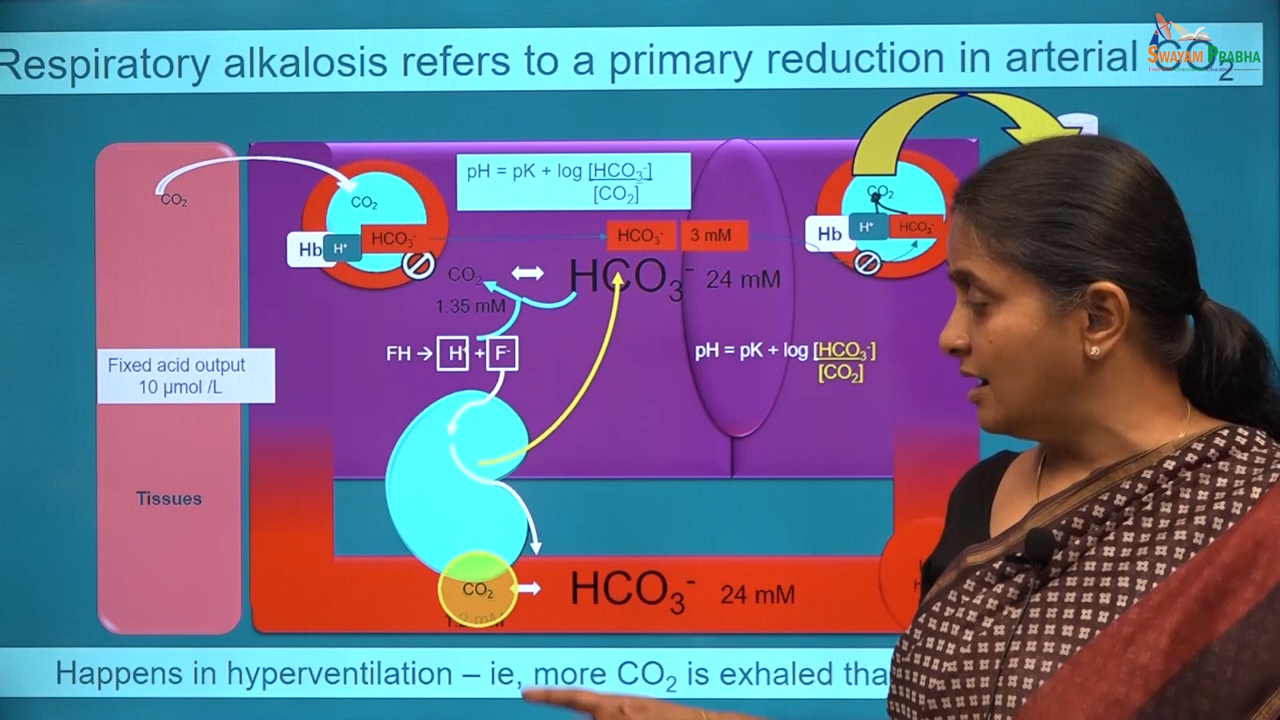 Respiratory alkalosis refers to a primary reduction in arterial CO2
SWAYAM PRABHA
CO2
CO2
Hb
H+
HCO3-
pH = pK + log [HCO3-]
[CO2]
HCO3- 3 mM
CO2
Hb
H+
HCO3-
CO2 ↔ HCO3- 24 mM
1.35 mM
FH → H+ + F-
pH = pK + log [HCO3-]
[CO2]
Fixed acid output
10 µmol /L
Tissues
CO2 → HCO3- 24 mM
Happens in hyperventilation – ie, more CO2 is exhaled